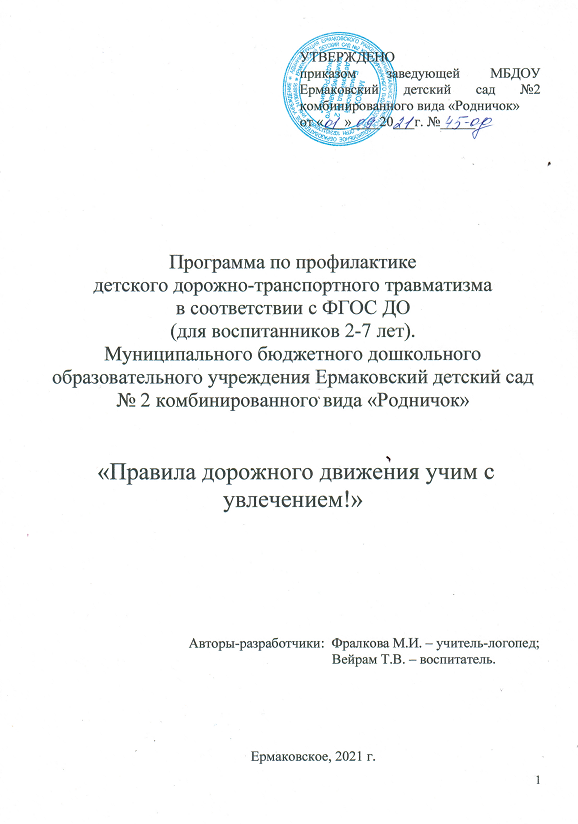 УТВЕРЖДЕНО
приказом заведующей МБДОУ
Ермаковский детский сад №2
комбинированного вида «Родничок»
от «01» 09 2021 г. № 45-од
Программа по профилактике
детского дорожно-транспортного травматизма
в соответствии с ФГОС ДО
(для воспитанников 2-7 лет).
Муниципального бюджетного дошкольного
образовательного учреждения Ермаковский детский сад
№ 2 комбинированного вида «Родничок»
«Правила дорожного движения учим с
увлечением!»
Авторы-разработчики: Фралкова М.И. – учитель-логопед;
Вейрам Т.В. – воспитатель.
Ермаковское, 2021 г.
1